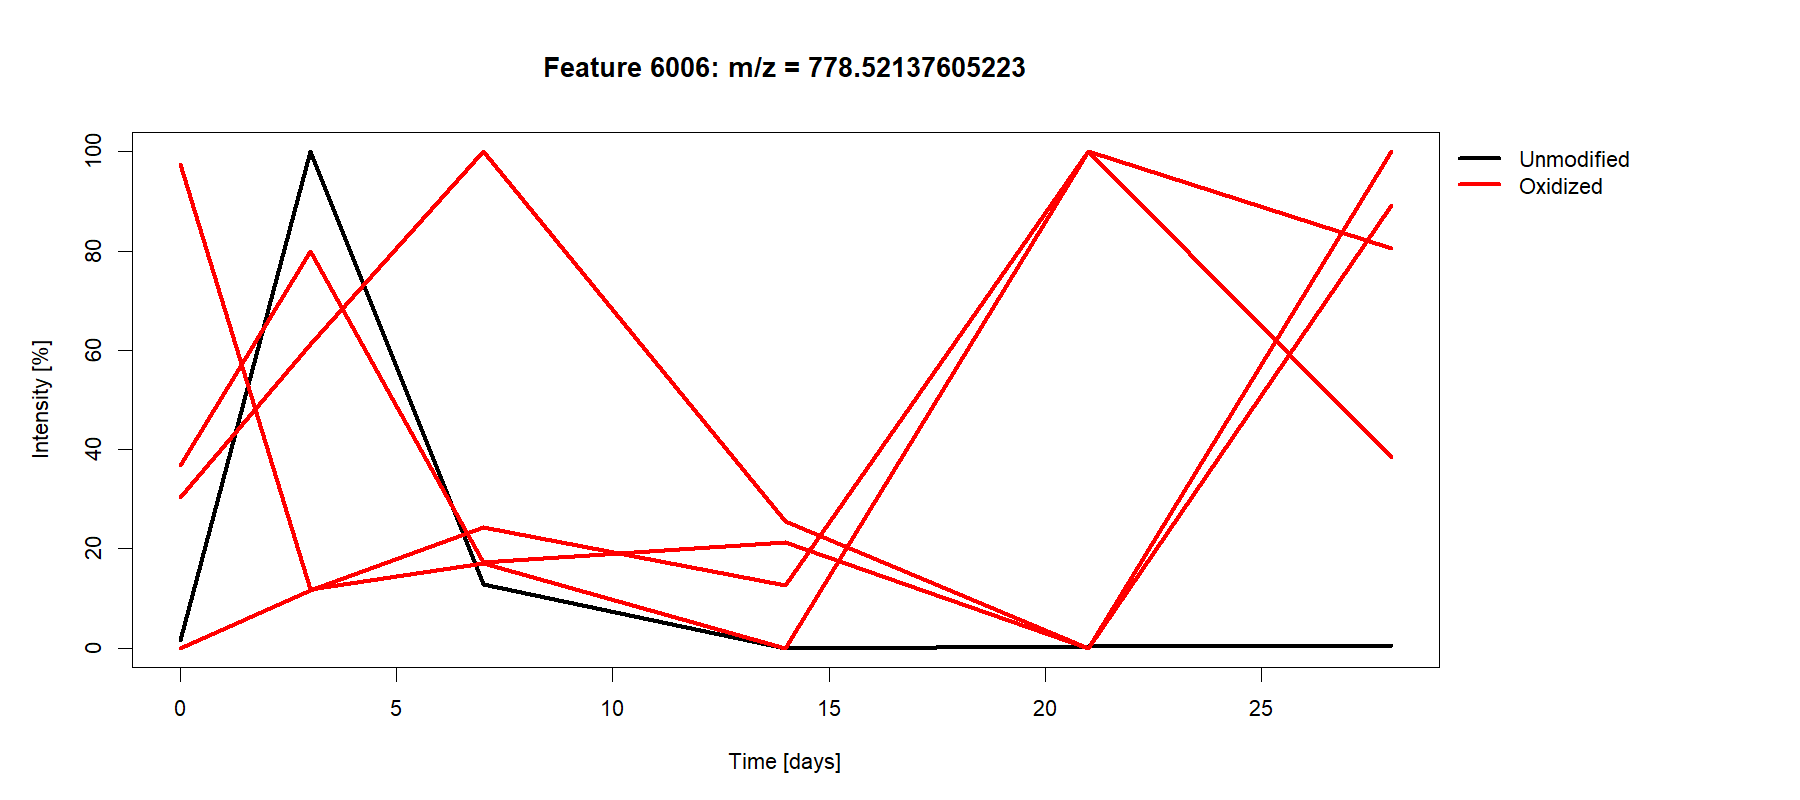 Feature 6006: m/z = 778.52137605223
Unmodified
Oxidized
100
80
60
40
20
0
Intensity [%]
0 5 10 15 20 25
Time [days]